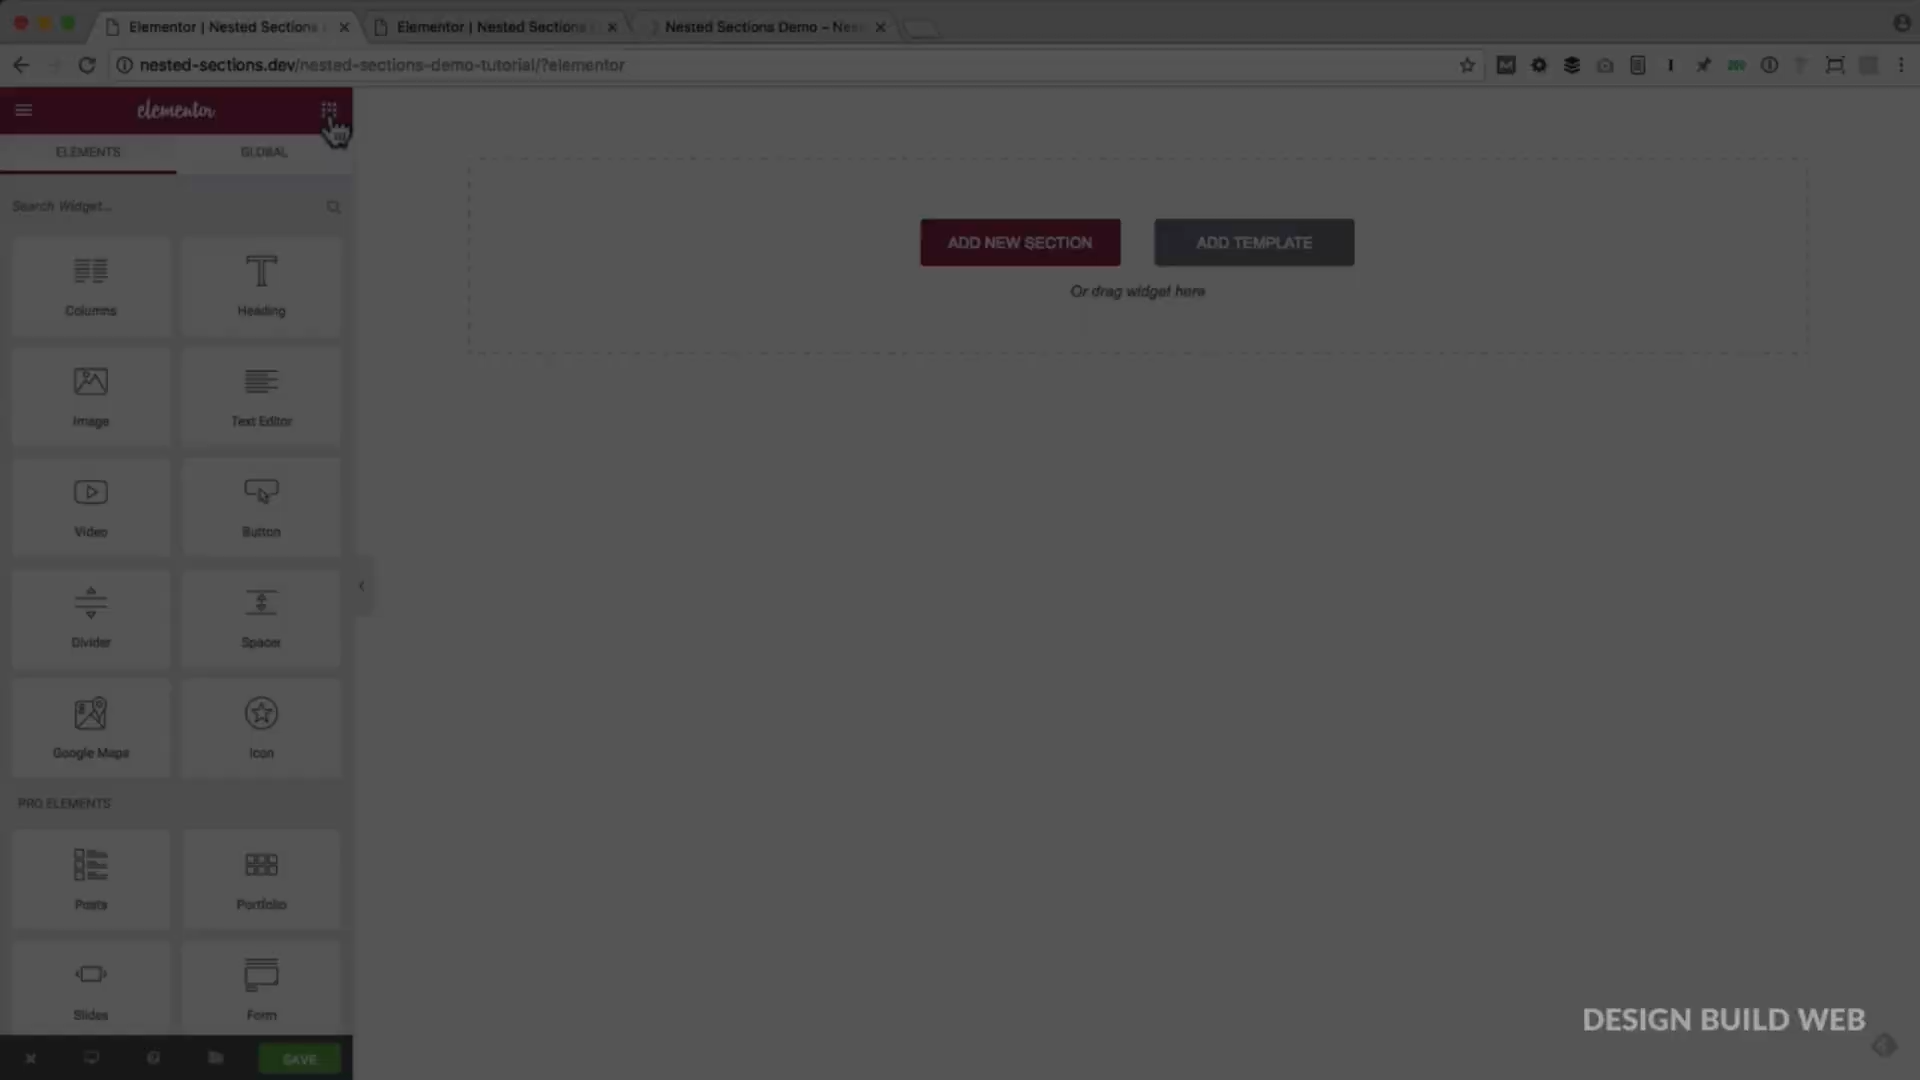 Elementor | Nested Sections
Elementor | Nested Sections
Nested Sections Demo – Nes
nested-sections.dev/nested-sections-demo-tutorial/?elementor
elementor
ELEMENTS
GLOBAL
Search Widget...
Columns
Heading
Image
Text Editor
Video
Button
Divider
Spacer
Google Maps
Icon
PRO ELEMENTS
Posts
Portfolio
Slides
Form
SAVE
ADD NEW SECTION
ADD TEMPLATE
Or drag widget here
DESIGN BUILD WEB